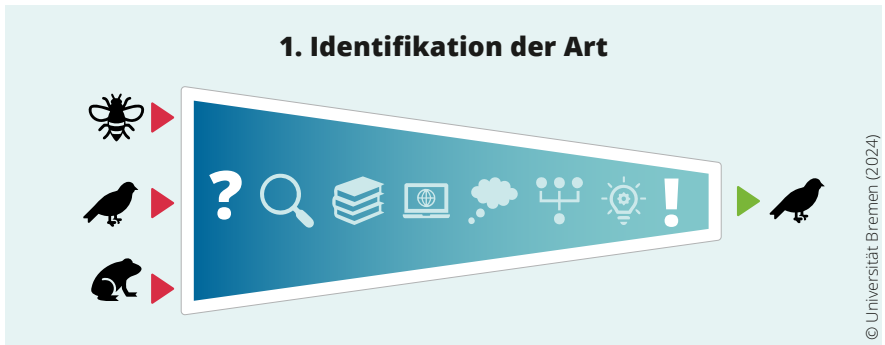 1. Identifikation der Art
?
!
© Universität Bremen (2024)